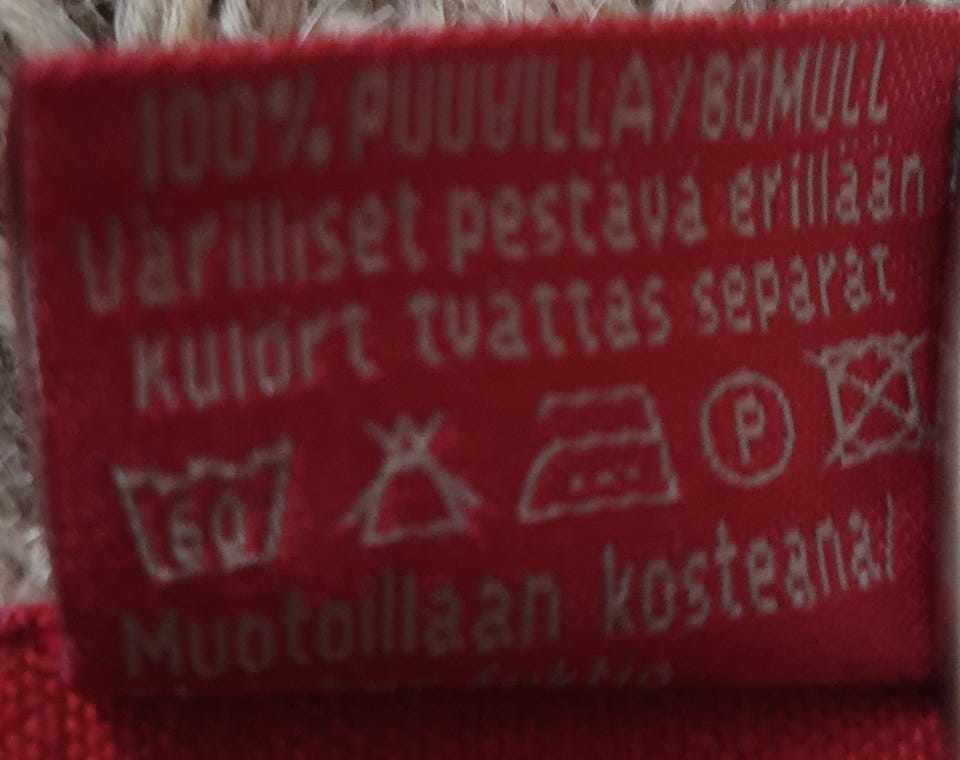 100% PUUVILLA/BOMULL
Värilliset pestävä erillään
Kulört tvättas separat
60 P
Muotoillaan kosteana/